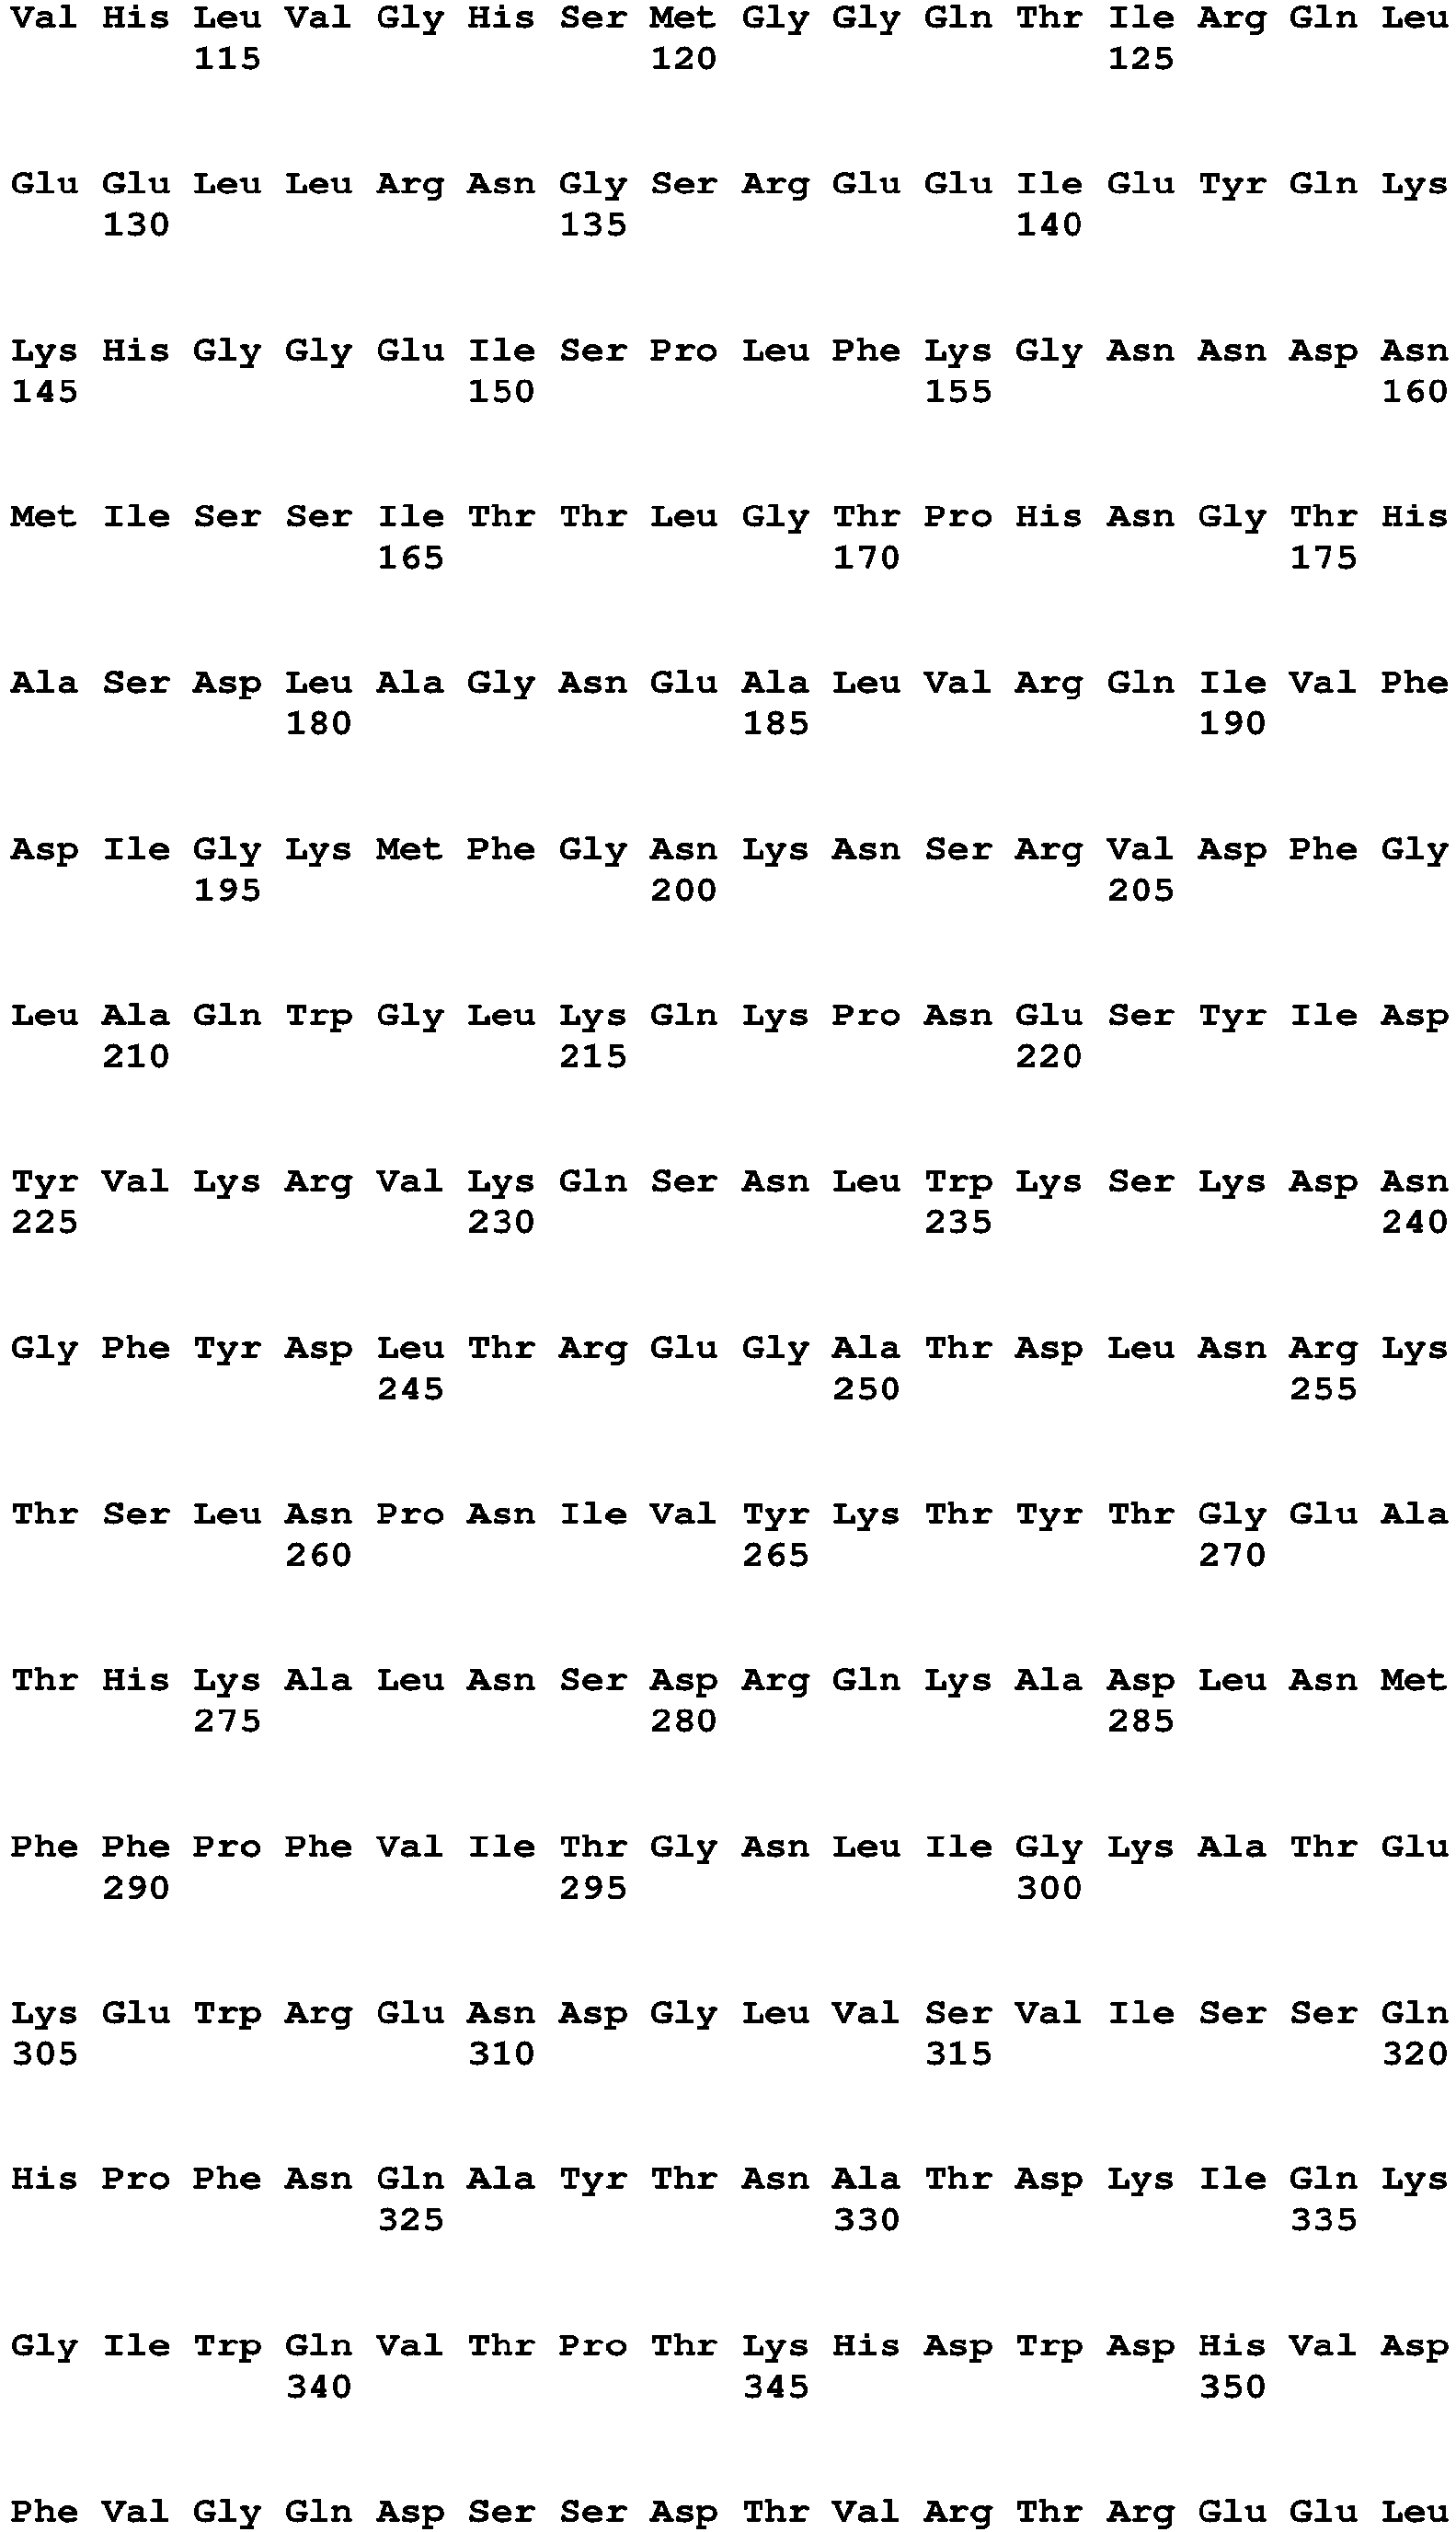 Val His Leu Val Gly His Ser Met Gly Gly Gln Thr Ile Arg Gln Leu
115 120 125
Glu Glu Leu Leu Arg Asn Gly Ser Arg Glu Glu Ile Glu Tyr Gln Lys
130 135 140
Lys His Gly Gly Glu Ile Ser Pro Leu Phe Lys Gly Asn Asn Asp Asn
145 150 155 160
Met Ile Ser Ser Ile Thr Thr Leu Gly Thr Pro His Asn Gly Thr His
165 170 175
Ala Ser Asp Leu Ala Gly Asn Glu Ala Leu Val Arg Gln Ile Val Phe
180 185 190
Asp Ile Gly Lys Met Phe Gly Asn Lys Asn Ser Arg Val Asp Phe Gly
195 200 205
Leu Ala Gln Trp Gly Leu Lys Gln Lys Pro Asn Glu Ser Tyr Ile Asp
210 215 220
Tyr Val Lys Arg Val Lys Gln Ser Asn Leu Trp Lys Ser Lys Asp Asn
225 230 235 240
Gly Phe Tyr Asp Leu Thr Arg Glu Gly Ala Thr Asp Leu Asn Arg Lys
245 250 255
Thr Ser Leu Asn Pro Asn Ile Val Tyr Lys Thr Tyr Thr Gly Glu Ala
260 265 270
Thr His Lys Ala Leu Asn Ser Asp Arg Gln Lys Ala Asp Leu Asn Met
275 280 285
Phe Phe Pro Phe Val Ile Thr Gly Asn Leu Ile Gly Lys Ala Thr Glu
290 295 300
Lys Glu Trp Arg Glu Asn Asp Gly Leu Val Ser Val Ile Ser Ser Gln
305 310 315 320
His Pro Phe Asn Gln Ala Tyr Thr Asn Ala Thr Asp Lys Ile Gln Lys
325 330 335
Gly Ile Trp Gln Val Thr Pro Thr Lys His Asp Trp Asp His Val Asp
340 345 350
Phe Val Gly Gln Asp Ser Ser Asp Thr Val Arg Thr Arg Glu Glu Leu